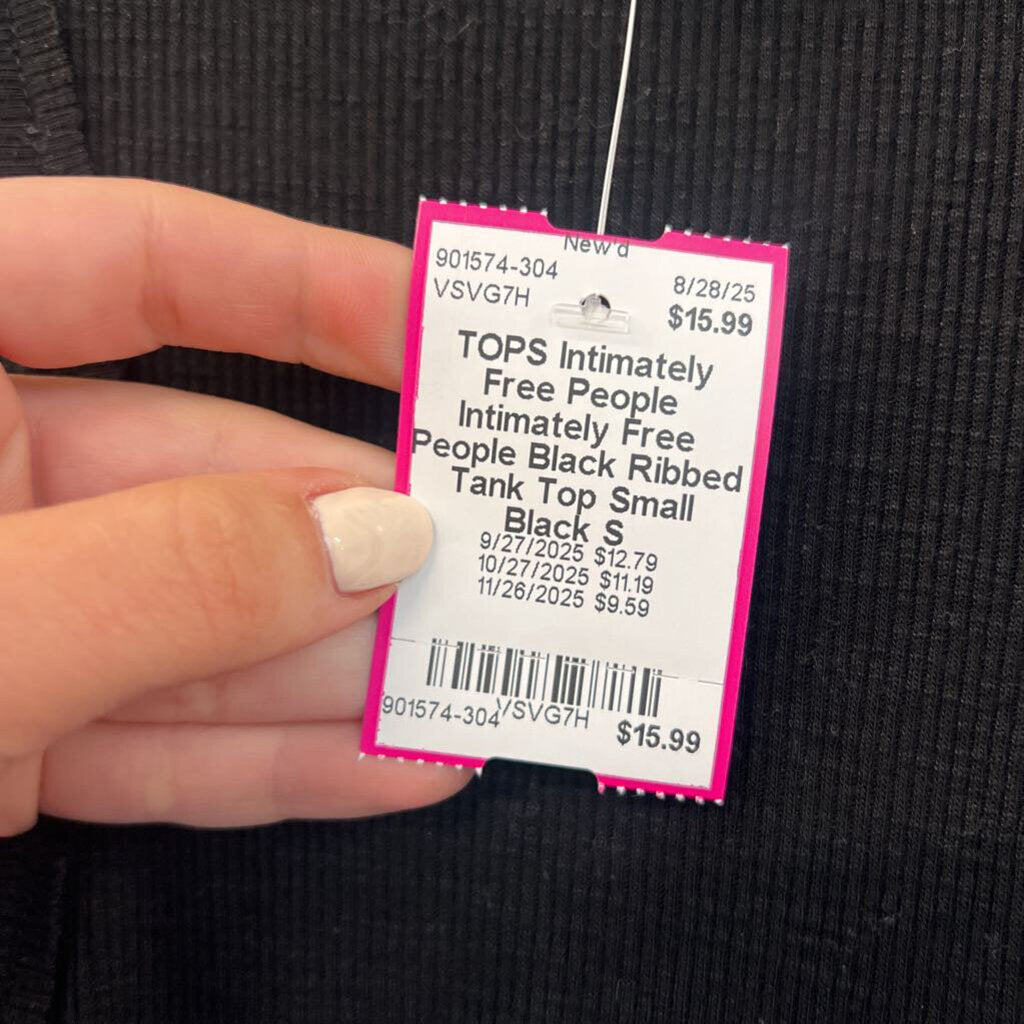 New'd
901574-304
8/28/25
VSVG7H
$15.99
TOPS Intimately
Free People
Intimately Free
People Black Ribbed
Tank Top Small
Black S
9/27/2025 $12.79
10/27/2025 $11.19
11/26/2025 $9.59
901574-304 VSVG7H $15.99